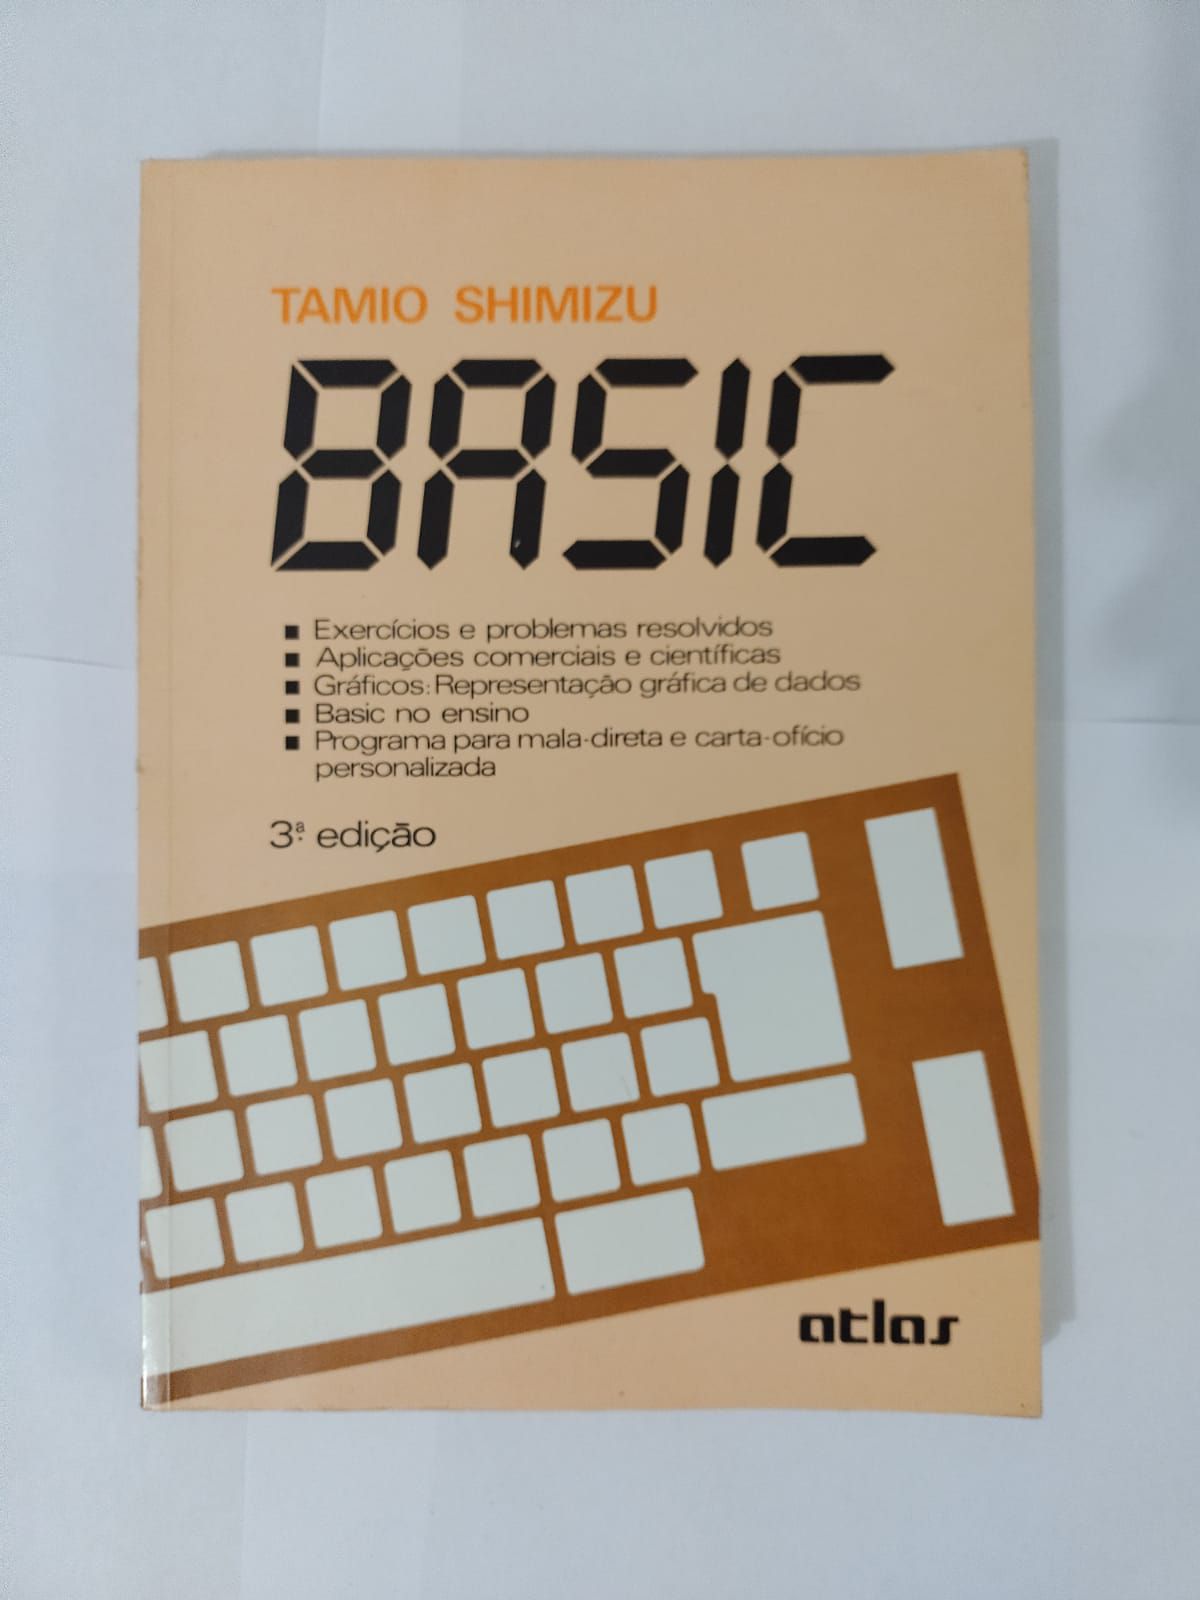 TAMIO SHIMIZU
BASIC
■ Exercícios e problemas resolvidos
■ Aplicações comerciais e científicas
■ Gráficos: Representação gráfica de dados
■ Basic no ensino
■ Programa para mala-direta e carta-ofício
personalizada
3ª edição
atlas